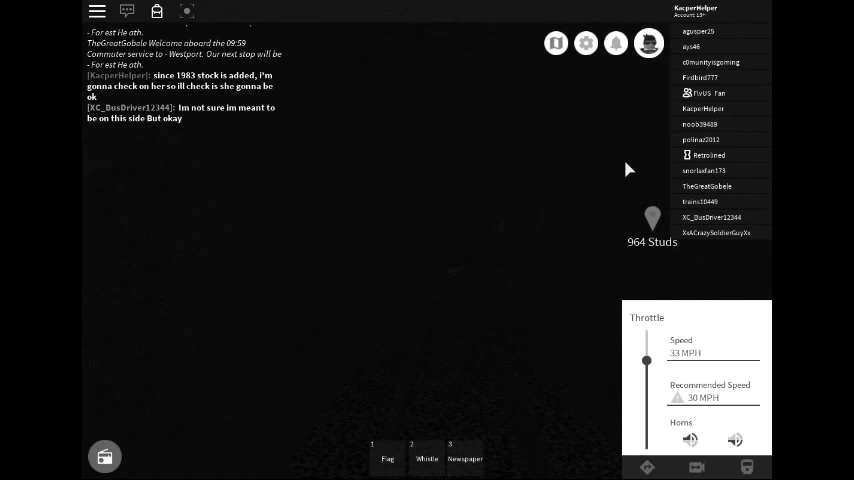 KacperHelper
Account: 13+
- For est He ath.
TheGreatGobele Welcome aboard the 09:59
Commuter service to - Westport. Our next stop will be
- For est He ath.
[KacperHelper]: since 1983 stock is added, i'm
gonna check on her so ill check is she gonna be
ok
[XC_BusDriver12344]: Im not sure im meant to
be on this side But okay
agusper25
ays46
c0munityisgoming
Firdbird777
FlyUS_Fan
KacperHelper
noob39489
polinaz2012
Retrolined
snorlaxfan173
TheGreatGobele
trains10449
XC_BusDriver12344
XxACrazySoldierGuyXx
964 Studs
Throttle
Speed
33 MPH
Recommended Speed
30 MPH
Horns
1
Flag
2
Whistle
3
Newspaper